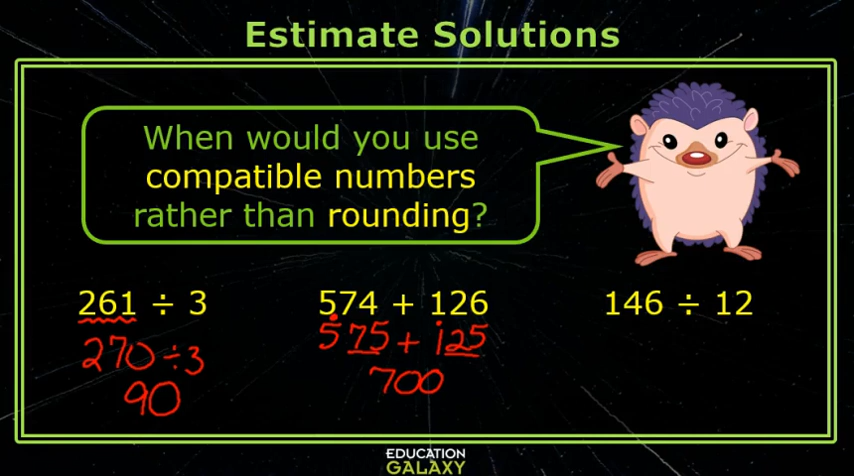 Estimate Solutions
When would you use
compatible numbers
rather than rounding?
261 ÷ 3
574 + 126
146 ÷ 12
270 ÷ 3
575 + 125
90
700
EDUCATION
GALAXY